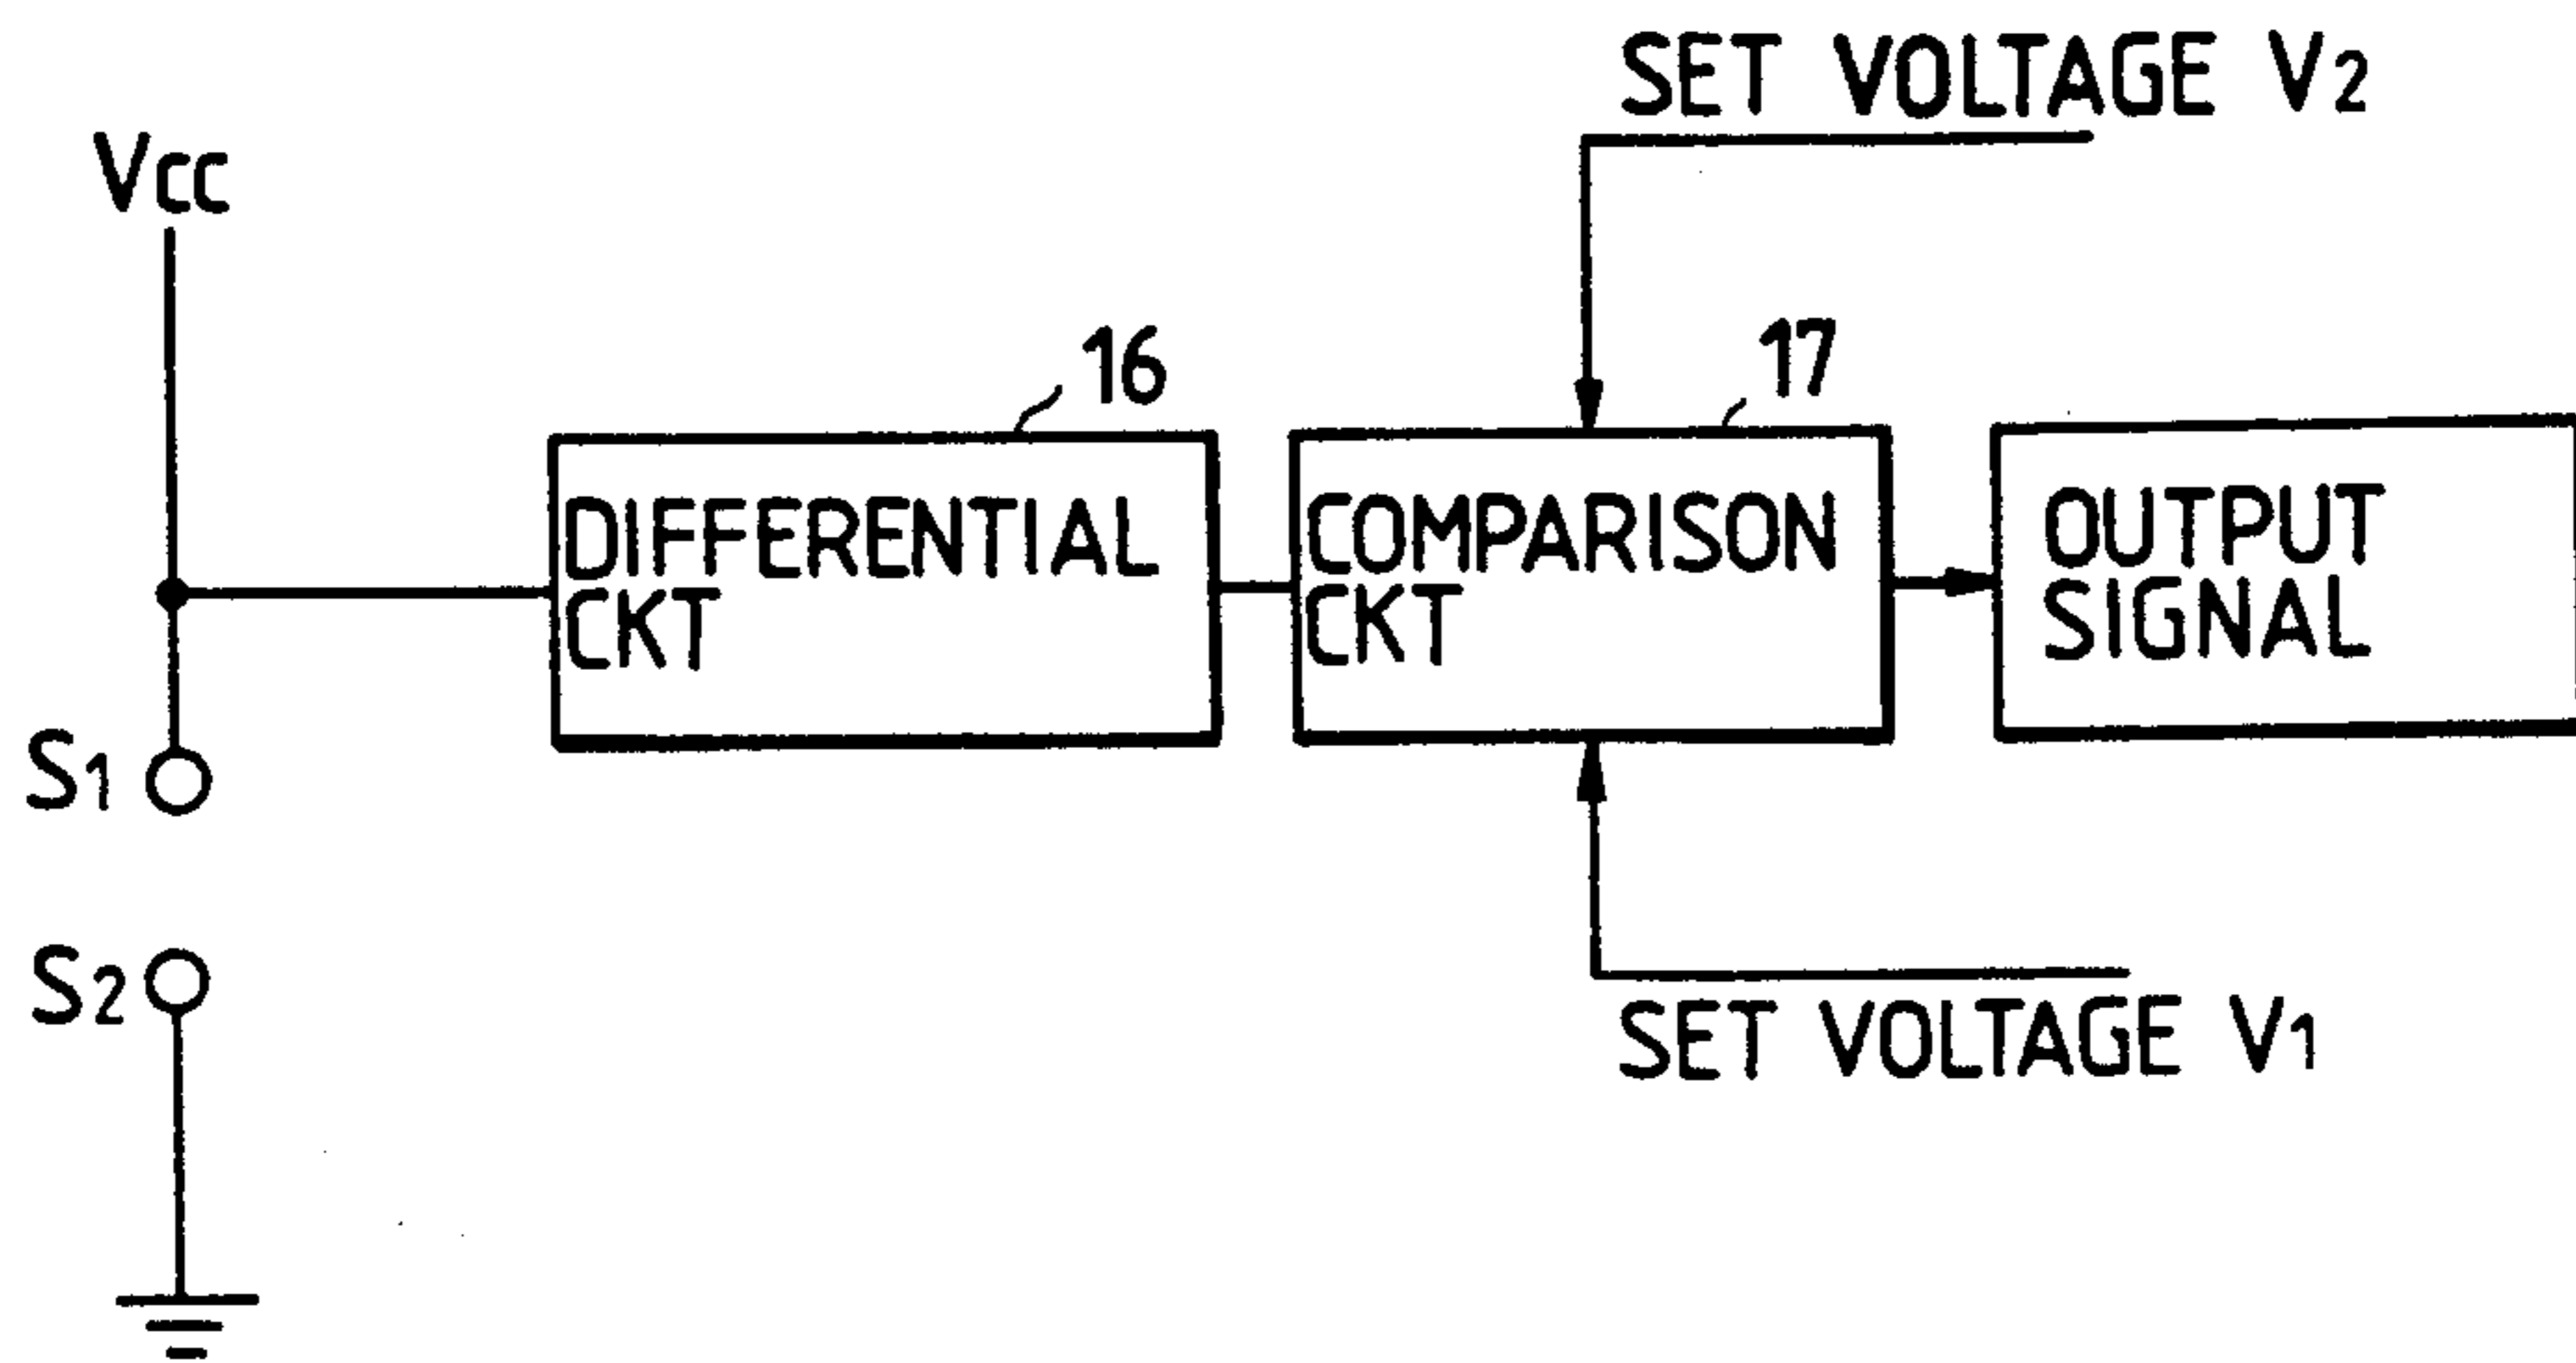 SET VOLTAGE V2
VCC
16
17
DIFFERENTIAL
CKT
COMPARISON
CKT
OUTPUT
SIGNAL
S1
S2
SET VOLTAGE V1